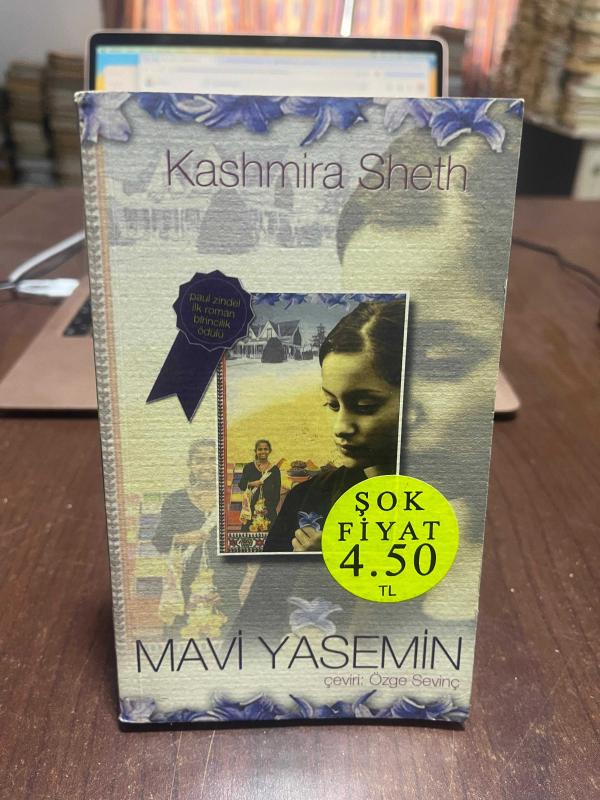 Kashmira Sheth
paul zindel
ilk roman
birincilik
ödülü
ŞOK
FİYAT
4.50
TL
MAVİ YASEMİN
çeviri: Özge Sevinç